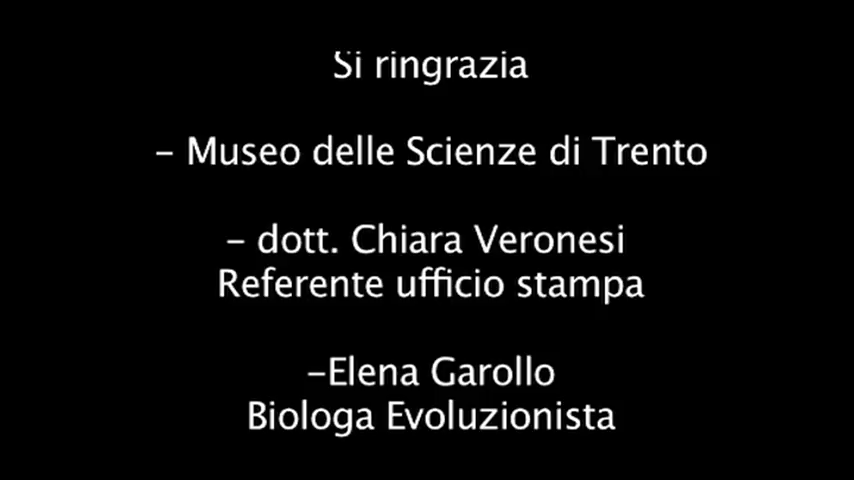 Si ringrazia
- Museo delle Scienze di Trento
- dott. Chiara Veronesi
Referente ufficio stampa
-Elena Garollo
Biologa Evoluzionista